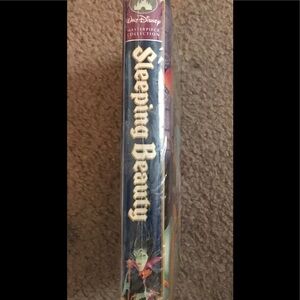 Walt Disney
MASTERPIECE
COLLECTION
Sleeping Beauty